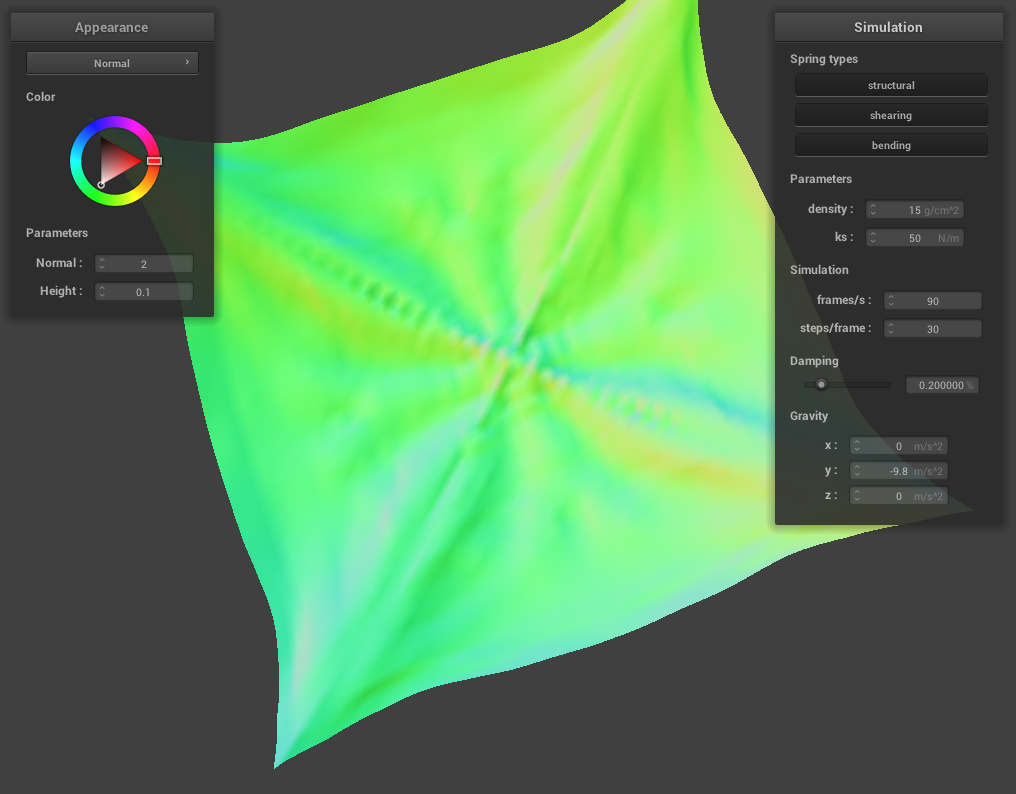 Appearance
Normal
Color
Parameters
Normal : 2
Height : 0.1
Simulation
Spring types
structural
shearing
bending
Parameters
density : 15 g/cm^2
ks : 50 N/m
Simulation
frames/s : 90
steps/frame : 30
Damping
0.200000 %
Gravity
x : 0 m/s^2
y : -9.8 m/s^2
z : 0 m/s^2